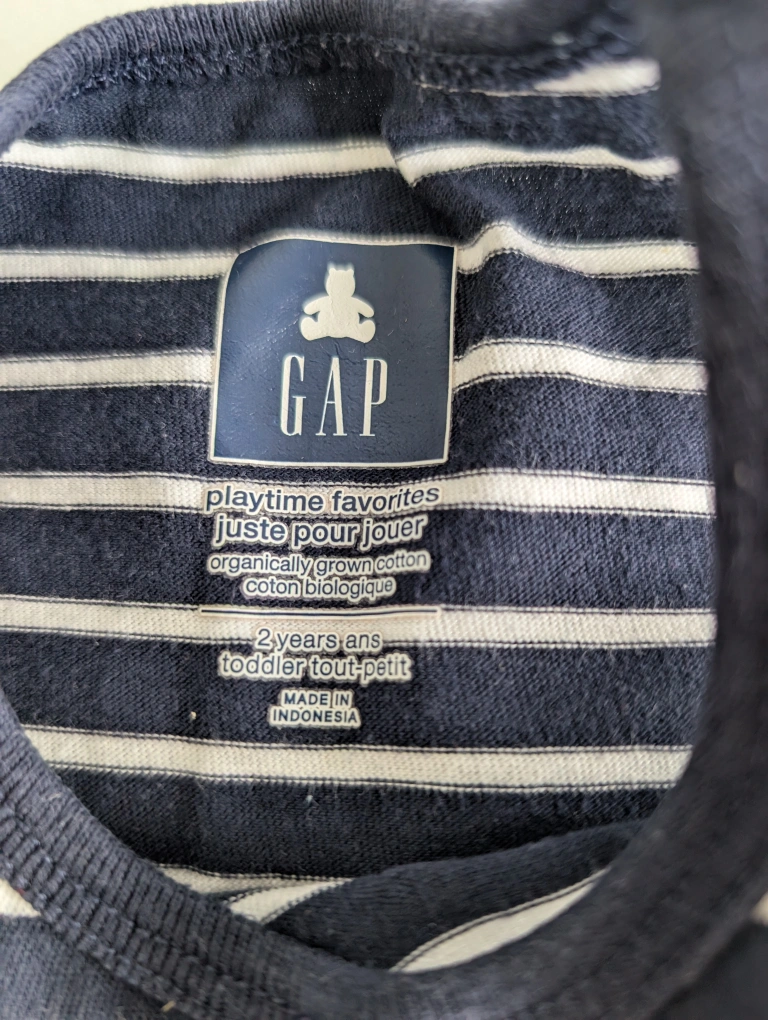 GAP
playtime favorites
juste pour jouer
organically grown cotton
coton biologique
2 years ans
toddler tout-petit
MADE IN
INDONESIA